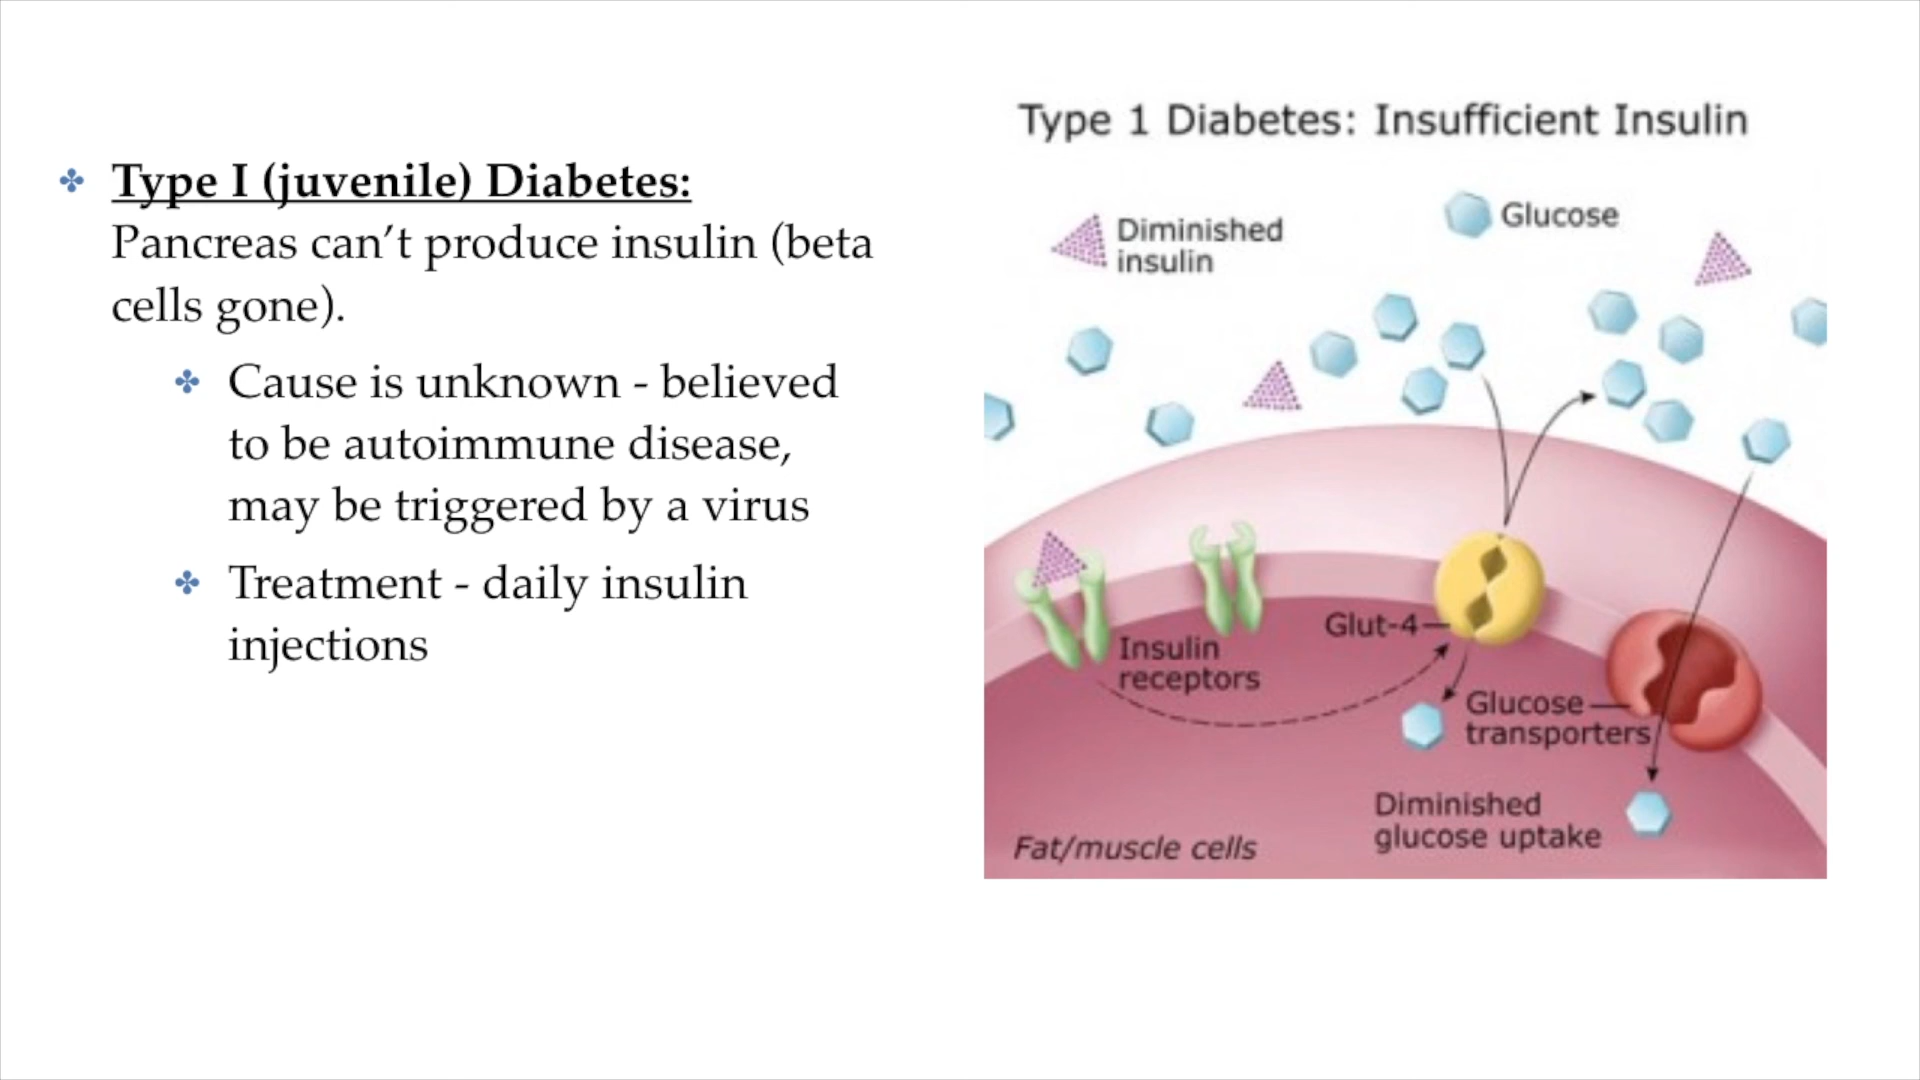 Type I (juvenile) Diabetes:
Pancreas can’t produce insulin (beta
cells gone).
Cause is unknown - believed
to be autoimmune disease,
may be triggered by a virus
Treatment - daily insulin
injections
Type 1 Diabetes: Insufficient Insulin
Diminished
insulin
Glucose
Insulin
receptors
Glut-4
Glucose
transporters
Diminished
glucose uptake
Fat/muscle cells